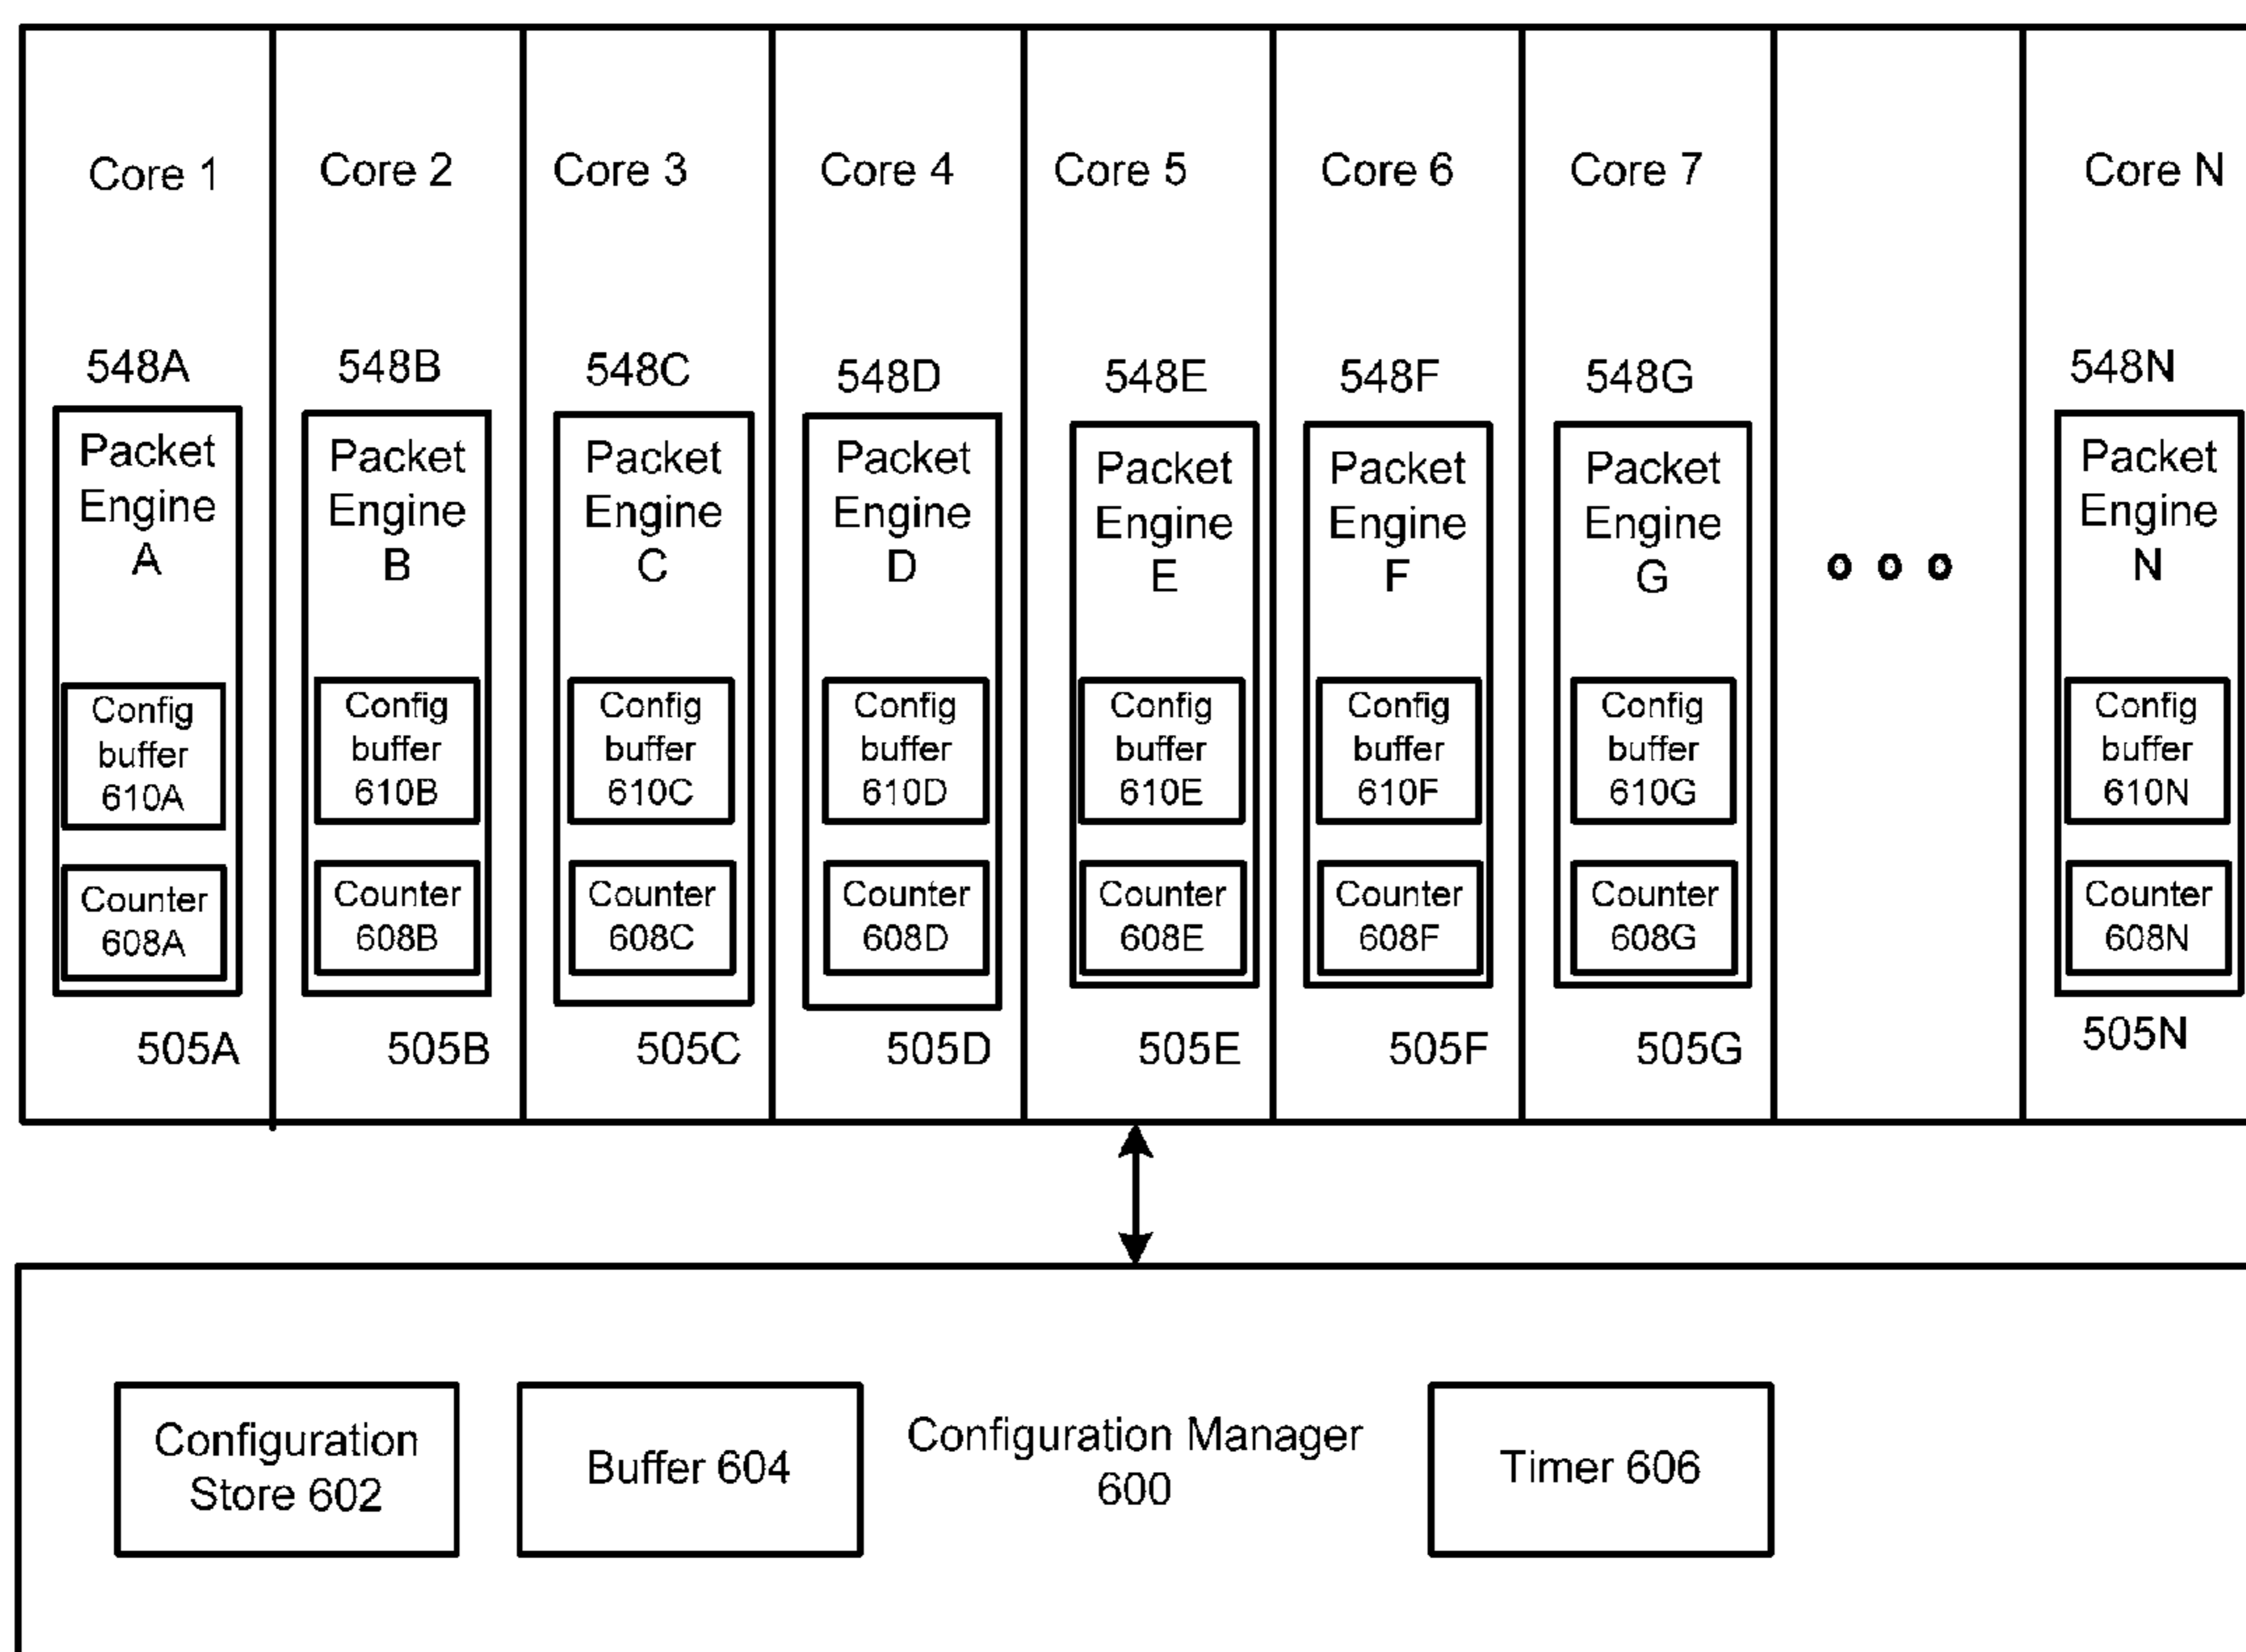 Core 1
Core 2
Core 3
Core 4
Core 5
Core 6
Core 7
Core N
548A
548B
548C
548D
548E
548F
548G
548N
Packet
Engine
A
Packet
Engine
B
Packet
Engine
C
Packet
Engine
D
Packet
Engine
E
Packet
Engine
F
Packet
Engine
G
Packet
Engine
N
Config
buffer
610A
Config
buffer
610B
Config
buffer
610C
Config
buffer
610D
Config
buffer
610E
Config
buffer
610F
Config
buffer
610G
Config
buffer
610N
Counter
608A
Counter
608B
Counter
608C
Counter
608D
Counter
608E
Counter
608F
Counter
608G
Counter
608N
505A
505B
505C
505D
505E
505F
505G
505N
Configuration
Store 602
Buffer 604
Configuration Manager
600
Timer 606